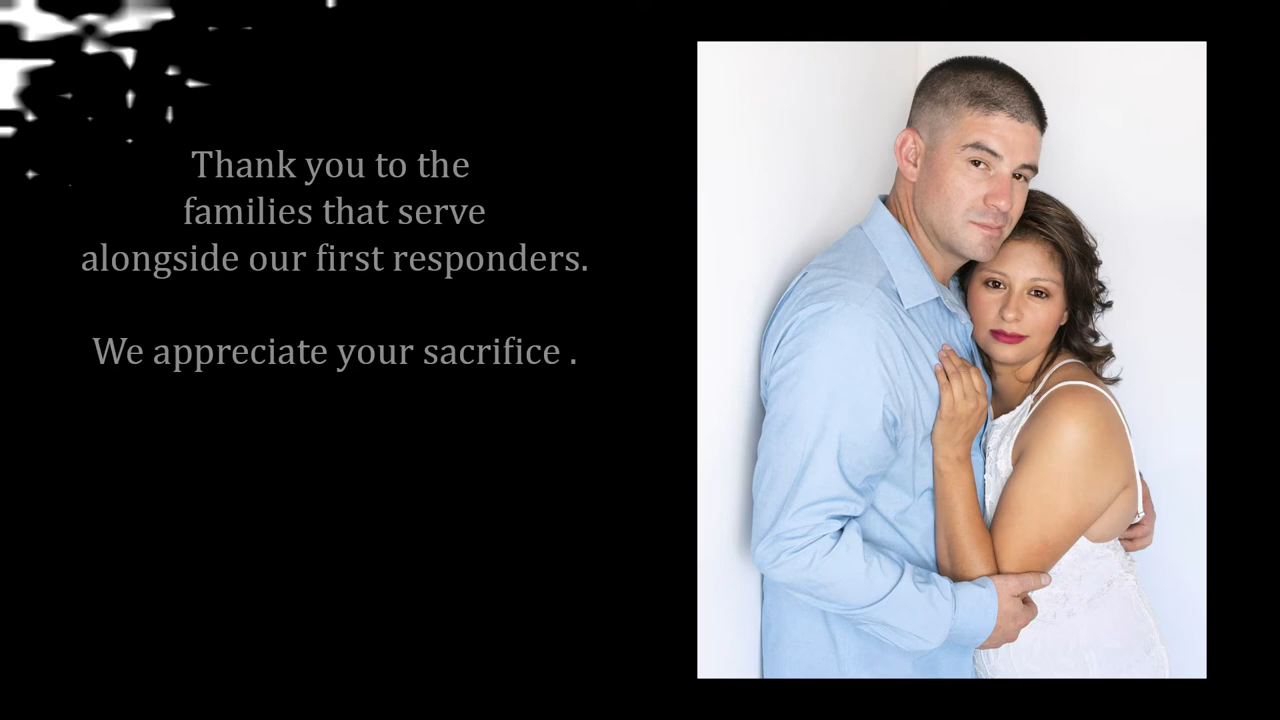 Thank you to the
families that serve
alongside our first responders.
We appreciate your sacrifice .